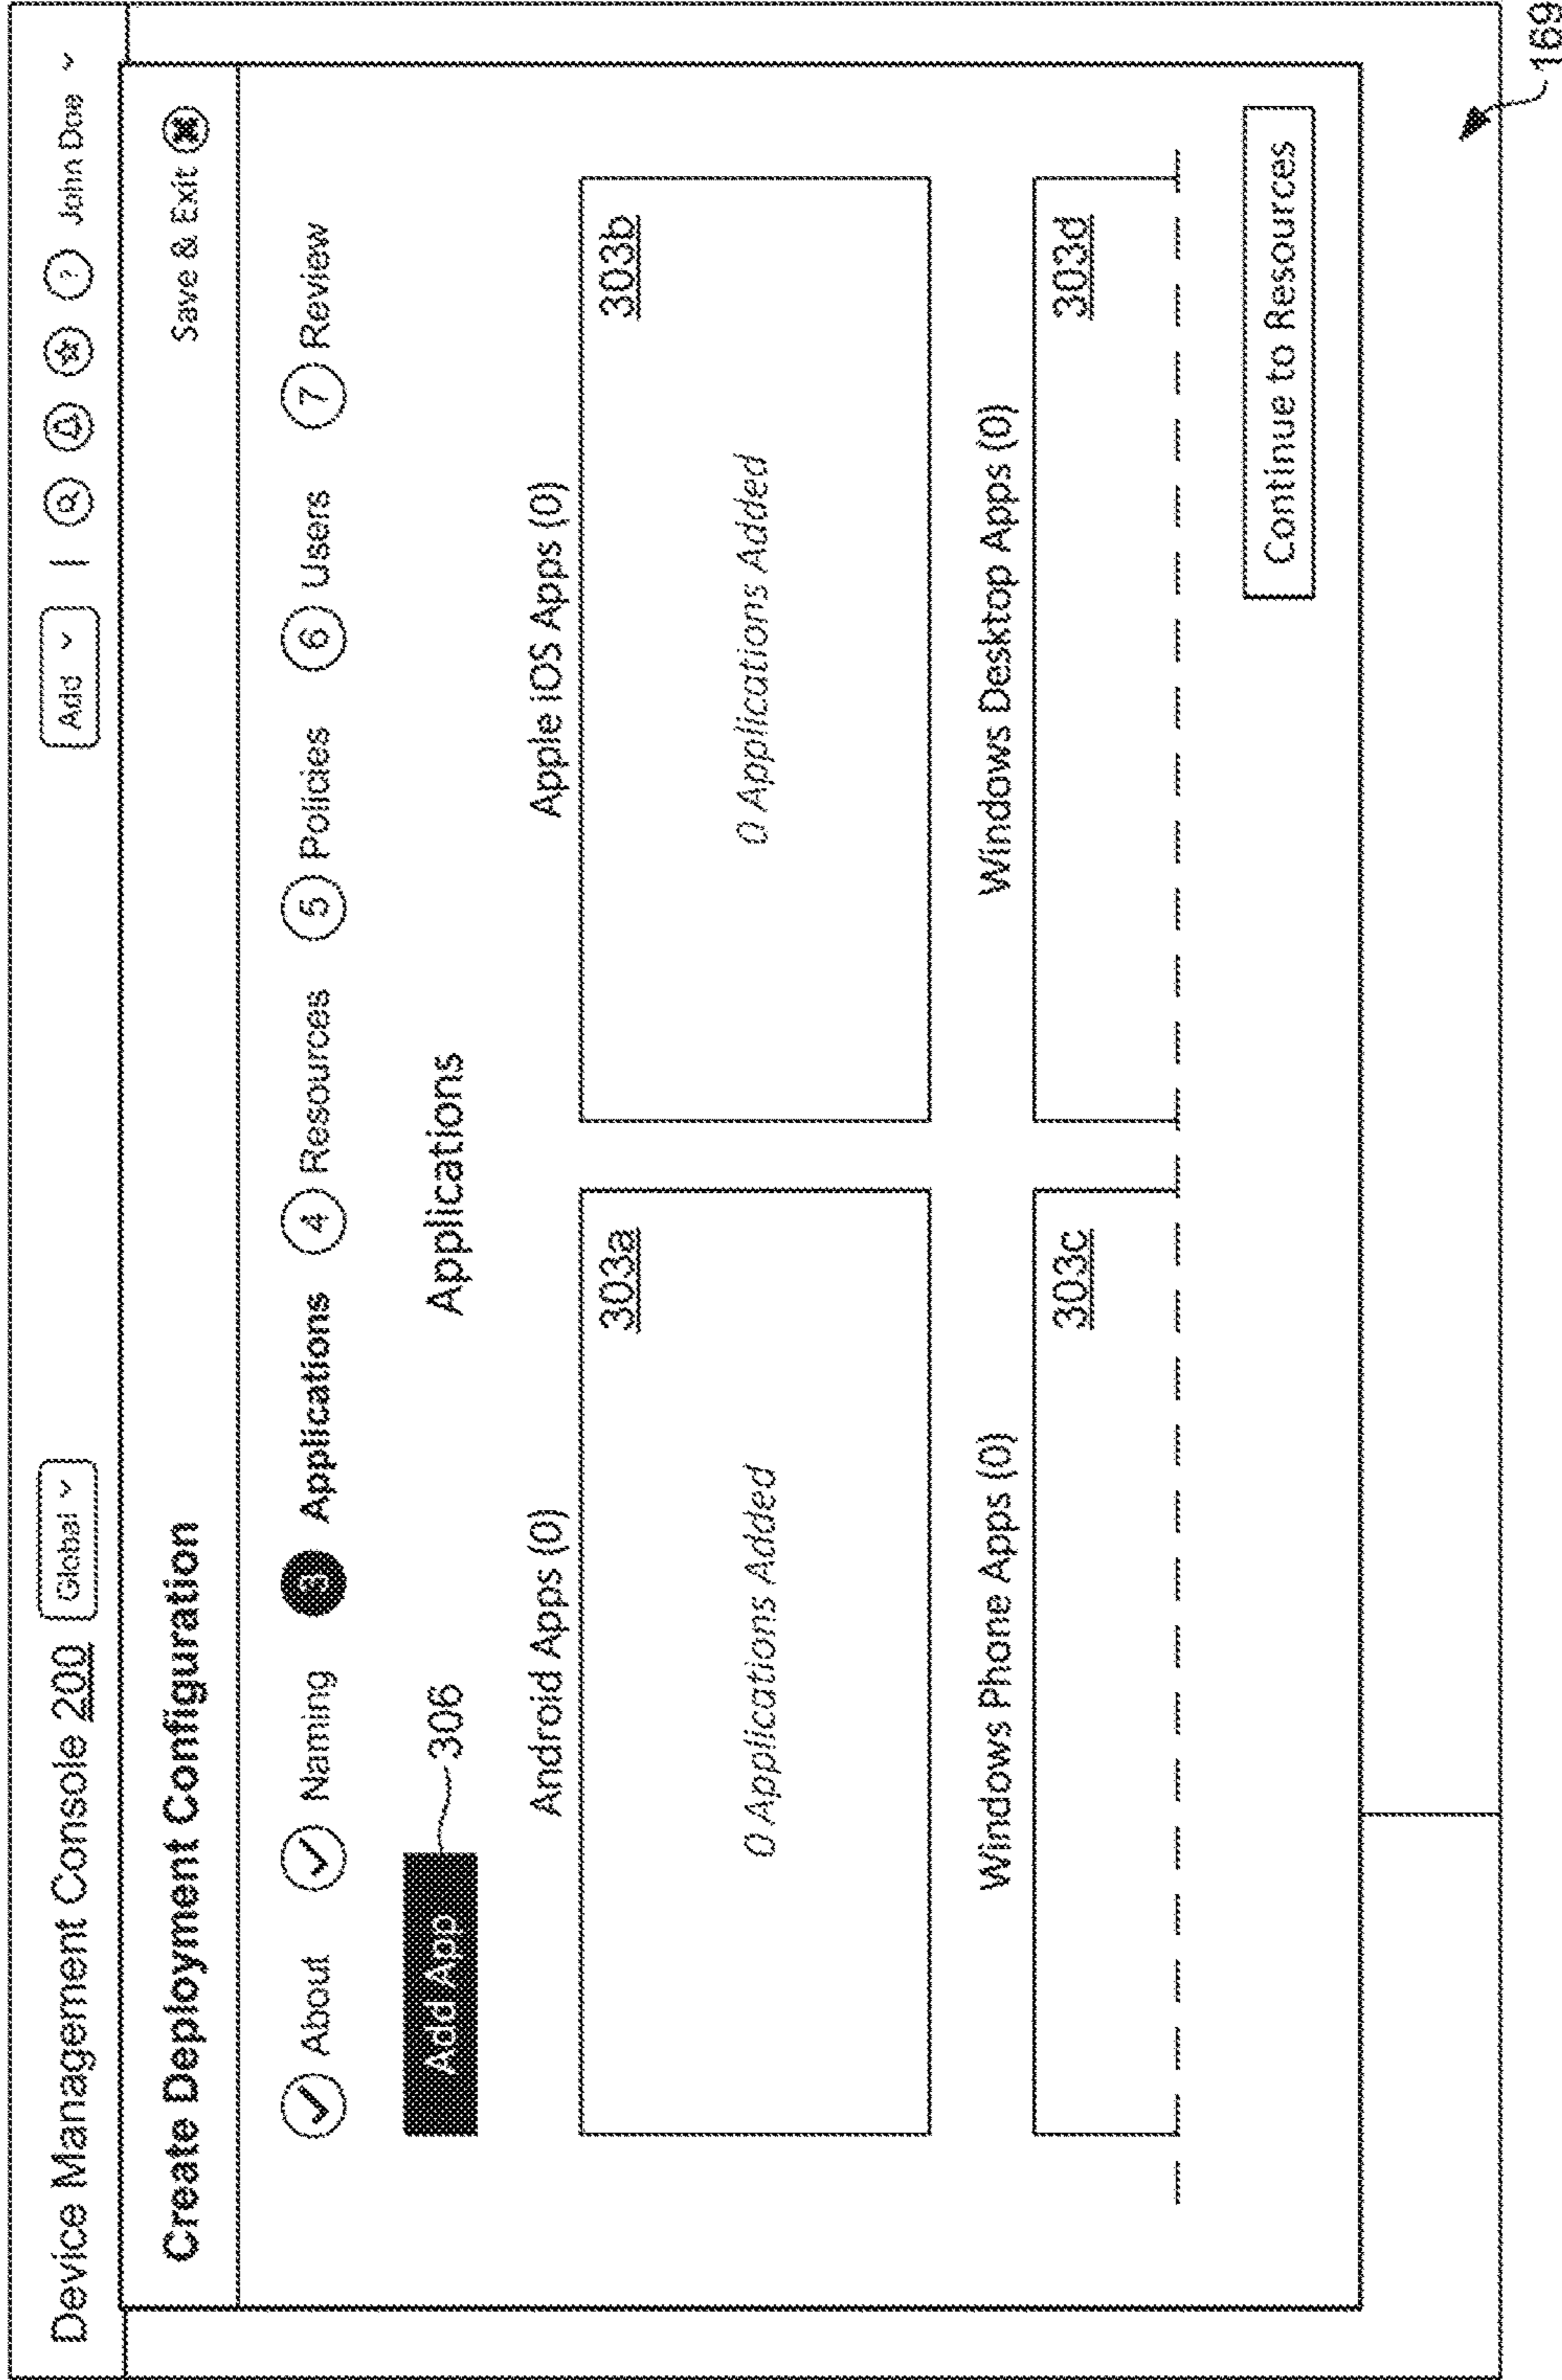 Device Management Console 200 Global Add | ? John Doe
Create Deployment Configuration Save & Exit
About Naming 3 Applications 4 Resources 5 Policies 6 Users 7 Review
Add App 306 Applications
Android Apps (0) Apple iOS Apps (0)
303a 303b
0 Applications Added 0 Applications Added
Windows Phone Apps (0) Windows Desktop Apps (0)
303c 303d
Continue to Resources
169